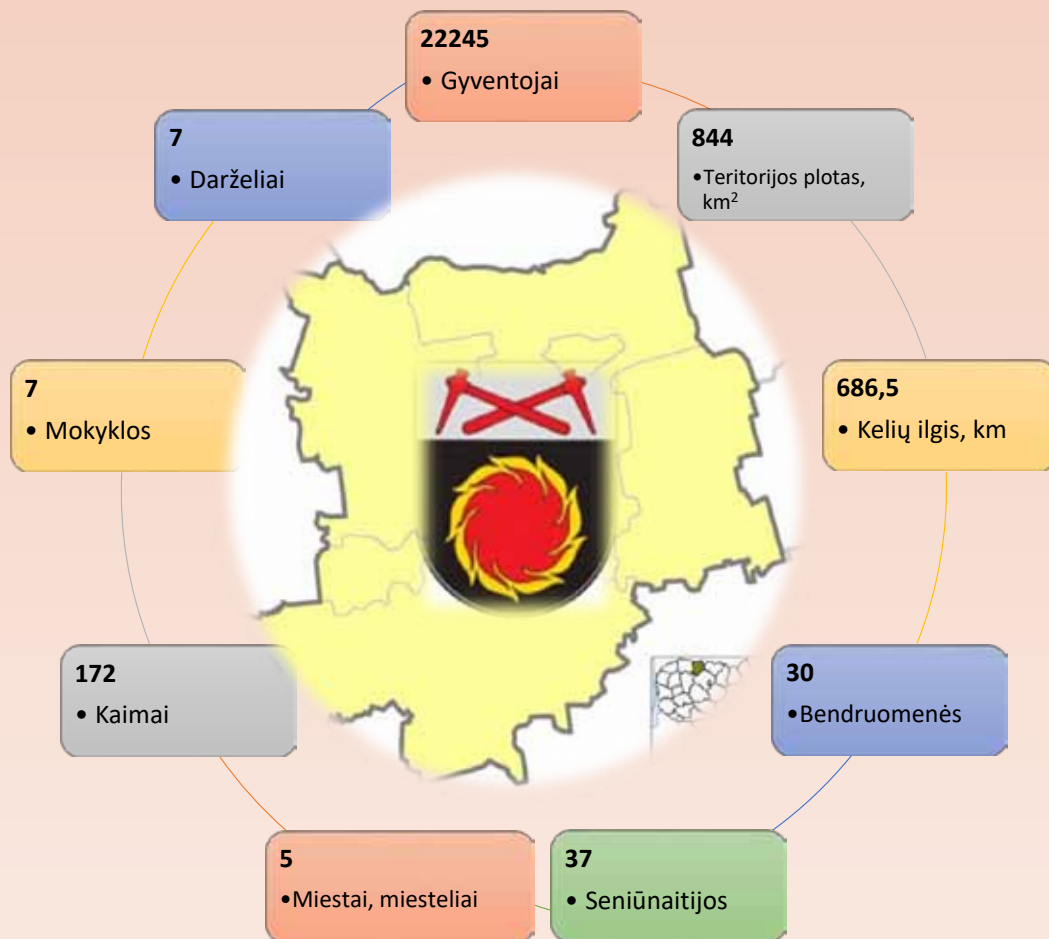 22245
• Gyventojai
844
•Teritorijos plotas,
km²
686,5
• Kelių ilgis, km
30
•Bendruomenės
37
• Seniūnaitijos
5
•Miestai, miesteliai
172
• Kaimai
7
• Mokyklos
7
• Darželiai